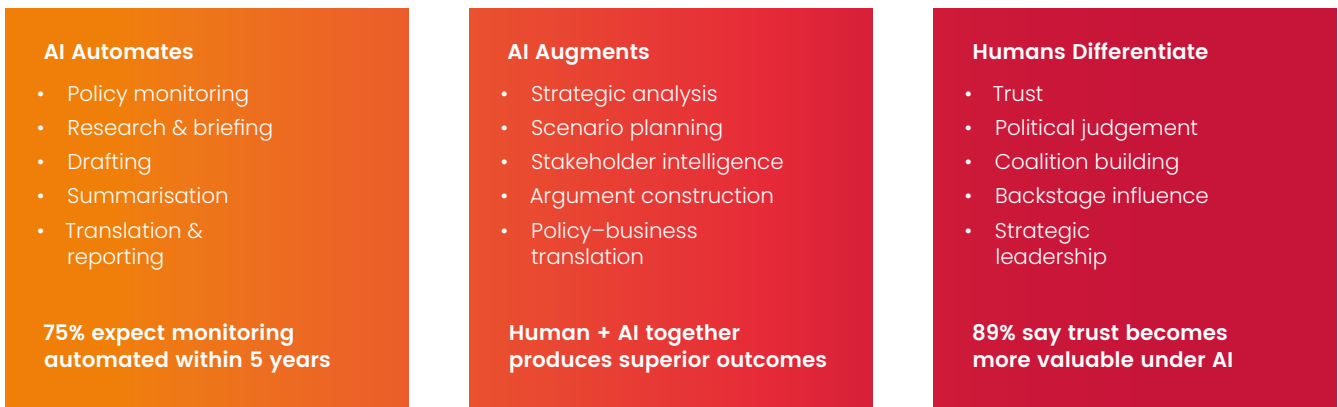 AI Automates
• Policy monitoring
• Research & briefing
• Drafting
• Summarisation
• Translation &
reporting
75% expect monitoring
automated within 5 years
AI Augments
• Strategic analysis
• Scenario planning
• Stakeholder intelligence
• Argument construction
• Policy–business
translation
Human + AI together
produces superior outcomes
Humans Differentiate
• Trust
• Political judgement
• Coalition building
• Backstage influence
• Strategic
leadership
89% say trust becomes
more valuable under AI